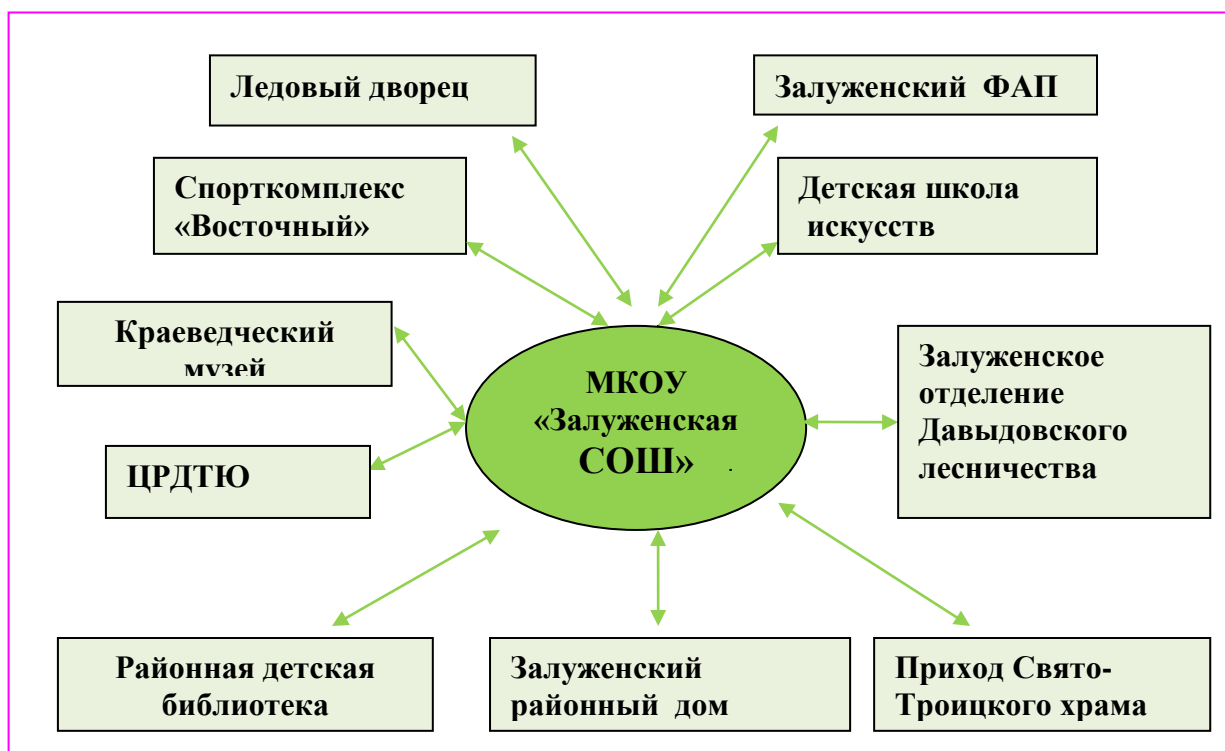 Ледовый дворец
Залуженский ФАП
Спорткомплекс
«Восточный»
Детская школа
искусств
Краеведческий
музей
МКОУ
«Залуженская
СОШ» .
Залуженское
отделение
Давыдовского
лесничества
ЦРДТЮ
Районная детская
библиотека
Залуженский
районный дом
Приход Свято-
Троицкого храма